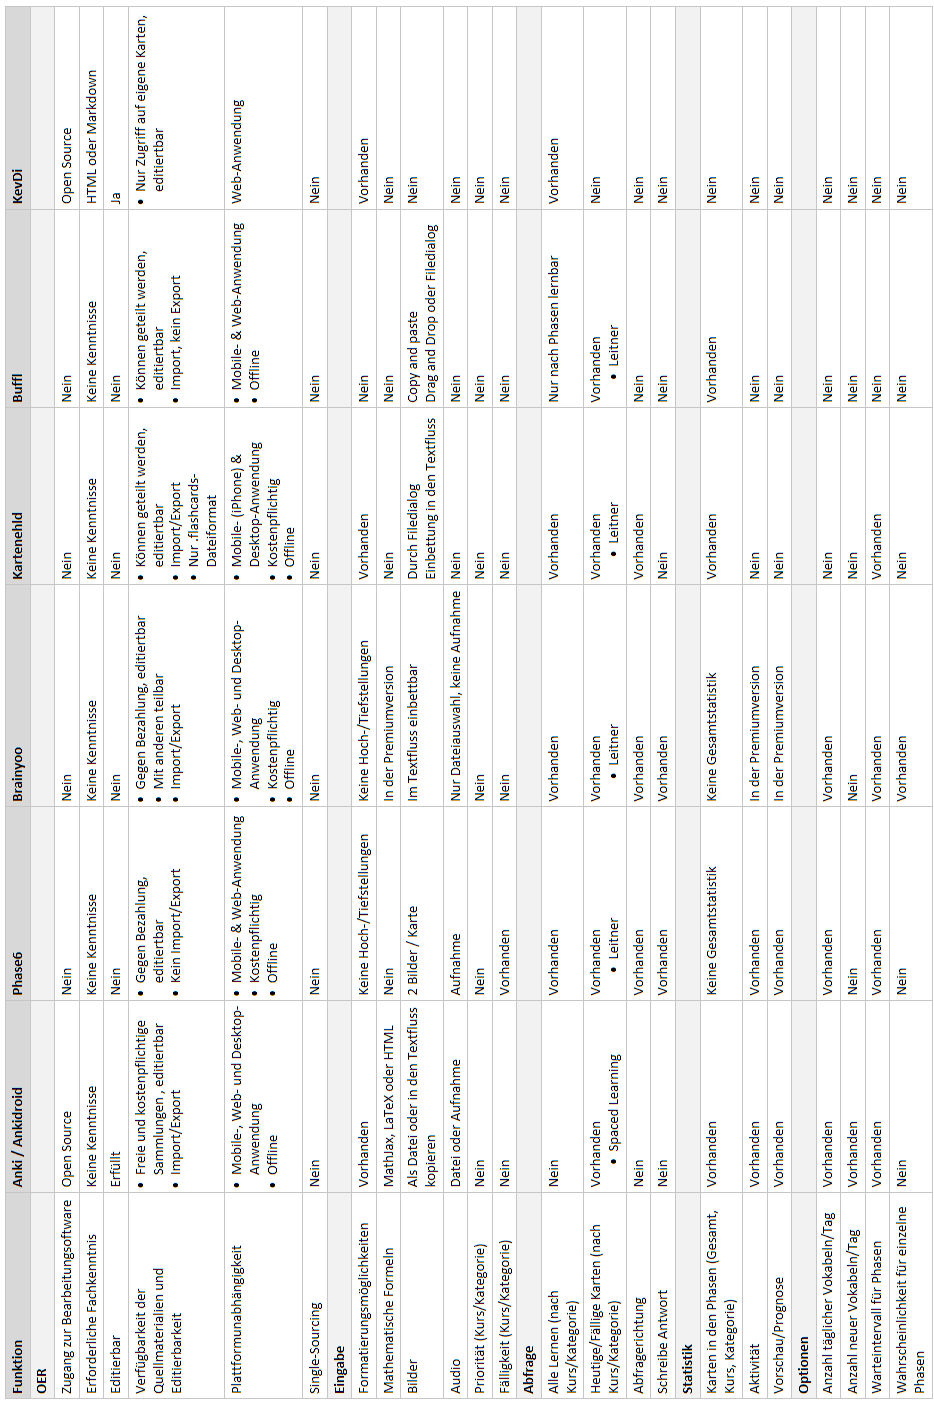 Funktion
Anki / Ankidroid
Phase6
Brainyoo
Kartenehld
Buffl
KevDi
OER
Zugang zur Bearbeitungsoftware
Open Source
Nein
Nein
Nein
Nein
Open Source
Erforderliche Fachkenntnis
Keine Kenntnisse
Keine Kenntnisse
Keine Kenntnisse
Keine Kenntnisse
Keine Kenntnisse
HTML oder Markdown
Editierbar
Erfüllt
Nein
Nein
Nein
Nein
Ja
Verfügbarkeit der
Quellmaterialien und
Editierbarkeit
• Freie und kostenpflichtige
Sammlungen , editiertbar
• Import/Export
• Gegen Bezahlung,
editiertbar
• Kein Import/Export
• Gegen Bezahlung, editiertbar
• Mit anderen teilbar
• Import/Export
• Können geteilt werden,
editiertbar
• Import/Export
• Nur .flashcards-
Dateiformat
• Können geteilt werden,
editiertbar
• Import, kein Export
• Nur Zugriff auf eigene Karten,
editiertbar
Plattformunabhängigkeit
• Mobile-, Web- und Desktop-
Anwendung
• Offline
• Mobile- & Web-Anwendung
• Kostenpflichtig
• Offline
• Mobile-, Web- und Desktop-
Anwendung
• Kostenpflichtig
• Offline
• Mobile- (iPhone) &
Desktop-Anwendung
• Kostenpflichtig
• Offline
• Mobile- & Web-Anwendung
• Offline
Web-Anwendung
Single-Sourcing
Nein
Nein
Nein
Nein
Nein
Nein
Eingabe
Formatierungsmöglichkeiten
Vorhanden
Keine Hoch-/Tiefstellungen
Keine Hoch-/Tiefstellungen
Vorhanden
Nein
Vorhanden
Mathematische Formeln
MathJax, LaTeX oder HTML
Nein
In der Premiumversion
Nein
Nein
Nein
Bilder
Als Datei oder in den Textfluss
kopieren
2 Bilder / Karte
Im Textfluss einbettbar
Durch Filedialog
Einbettung in den Textfluss
Copy and paste
Drag and Drop oder Filedialog
Nein
Audio
Datei oder Aufnahme
Aufnahme
Nur Dateiauswahl, keine Aufnahme
Nein
Nein
Nein
Priorität (Kurs/Kategorie)
Nein
Nein
Nein
Nein
Nein
Nein
Fälligkeit (Kurs/Kategorie)
Nein
Vorhanden
Nein
Nein
Nein
Nein
Abfrage
Alle Lernen (nach
Kurs/Kategorie)
Nein
Vorhanden
Vorhanden
Vorhanden
Nur nach Phasen lernbar
Vorhanden
Heutige/Fällige Karten (nach
Kurs/Kategorie)
Vorhanden
• Spaced Learning
Vorhanden
• Leitner
Vorhanden
• Leitner
Vorhanden
• Leitner
Vorhanden
• Leitner
Nein
Abfragerichtung
Nein
Vorhanden
Vorhanden
Vorhanden
Nein
Nein
Schreibe Antwort
Nein
Vorhanden
Vorhanden
Nein
Nein
Nein
Statistik
Karten in den Phasen (Gesamt,
Kurs, Kategorie)
Vorhanden
Keine Gesamtstatistik
Keine Gesamtstatistik
Vorhanden
Vorhanden
Nein
Aktivität
Vorhanden
Vorhanden
In der Premiumversion
Nein
Nein
Nein
Vorschau/Prognose
Vorhanden
Vorhanden
In der Premiumversion
Nein
Nein
Nein
Optionen
Anzahl täglicher Vokabeln/Tag
Vorhanden
Vorhanden
Vorhanden
Nein
Nein
Nein
Anzahl neuer Vokabeln/Tag
Vorhanden
Nein
Nein
Nein
Nein
Nein
Warteintervall für Phasen
Vorhanden
Vorhanden
Vorhanden
Vorhanden
Nein
Nein
Wahrscheinlichkeit für einzelne
Phasen
Nein
Nein
Vorhanden
Nein
Nein
Nein